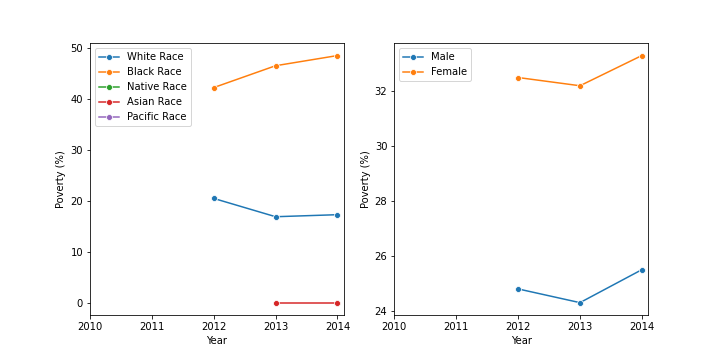 White Race
Black Race
Native Race
Asian Race
Pacific Race
Poverty (%)
50
40
30
20
10
0
2010 2011 2012 2013 2014
Year
Male
Female
Poverty (%)
32
30
28
26
24
2010 2011 2012 2013 2014
Year